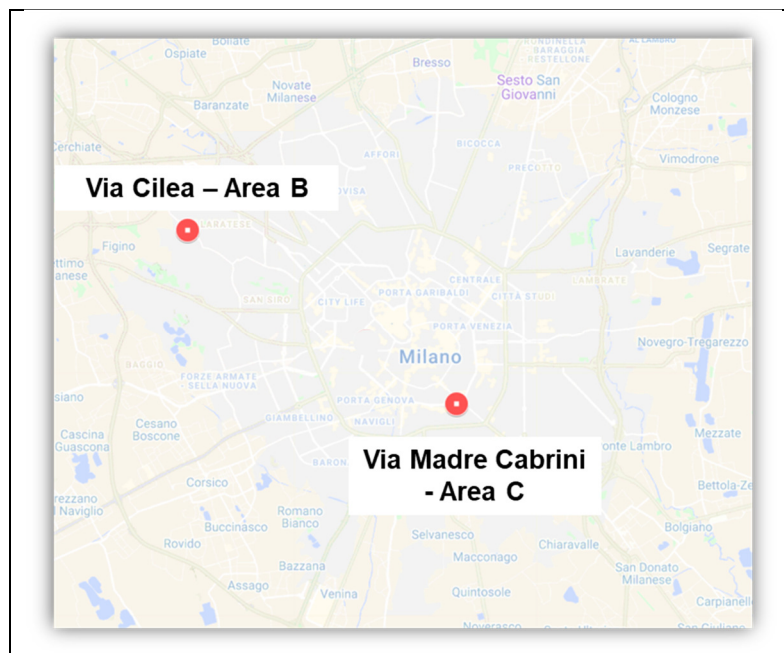 Bollate
Ospiate
Bresso
Novate
Milanese
Sesto San
Giovanni
BARAGGIA
RESTELLONE
Baranzate
Cologno
Monzese
Cerchiate
AFFORI
BICOCCA
PRECOTTO
Vimodrone
Via Cilea – Area B
Figino
Lavanderie
Segrate
CENTRALE
LAMBRATE
SAN SIRO
CITY LIFE
PORTA GARIBALDI
CITTÀ STUDI
PORTA VENEZIA
Novegro-Tregarezzo
Milano
BAGGIO
FORZE ARMATE
- SELLA NUOVA
PORTA GENOVA
GIAMBELLINO
NAVIGLI
Cesano
Boscone
Cascina
Guascona
Mezzate
Via Madre Cabrini
- Area C
Corsico
Bettola-Ze
Romano
Bianco
Buccinasco
Rovido
Selvanesco
Chiaravalle
Bolgiano
Macconago
Bazzana
San Donato
Milanese
Assago
Venina
Quintosole
Carpianell
Noverasco